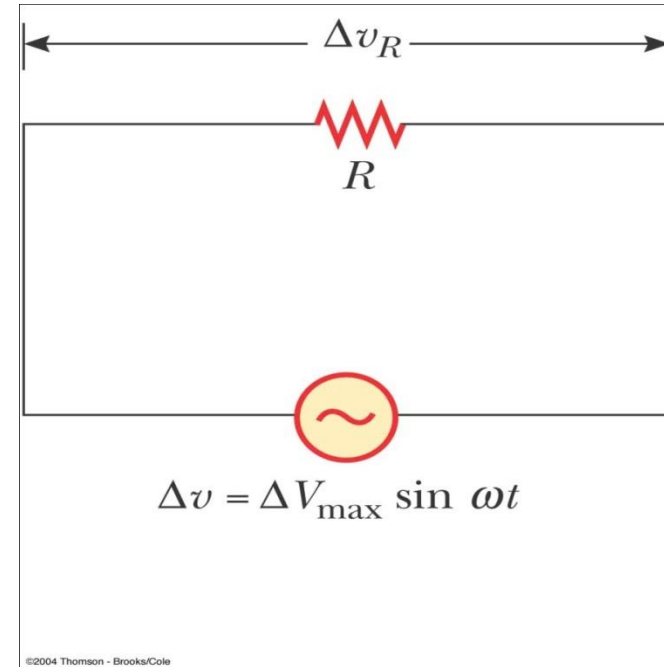 Δv_R
R
Δv = ΔV_max sin ωt
©2004 Thomson - Brooks/Cole